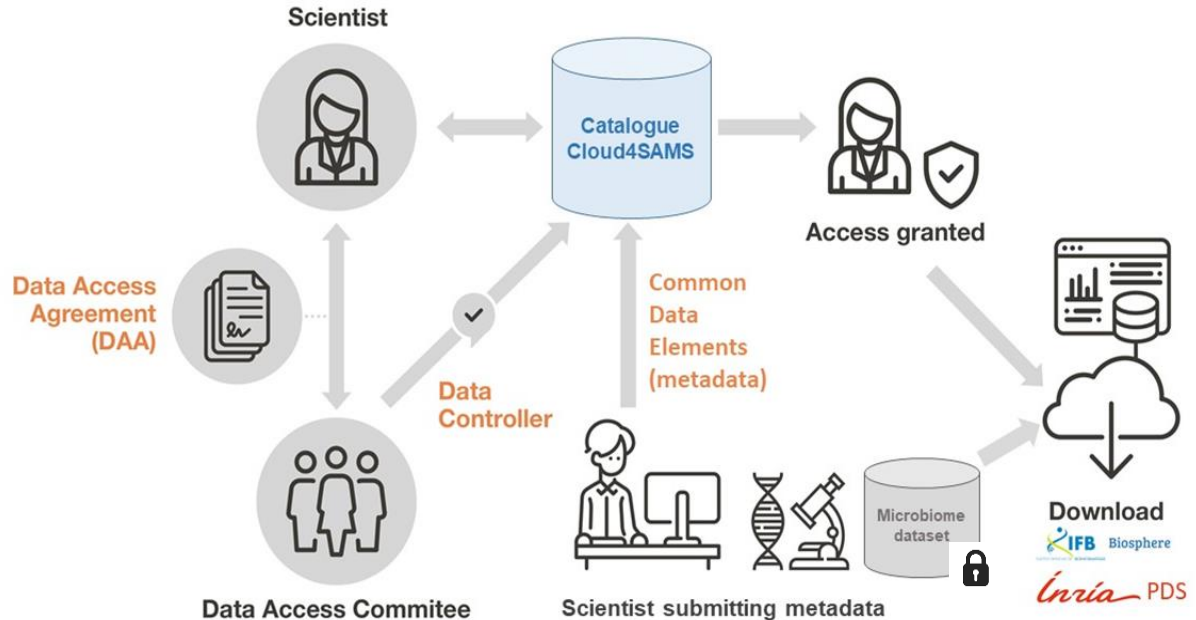 Scientist
Catalogue
Cloud4SAMS
Access granted
Data Access
Agreement
(DAA)
Common
Data
Elements
(metadata)
Data
Controller
Microbiome
dataset
Download
IFB Biosphere
Inria PDS
Data Access Commitee
Scientist submitting metadata